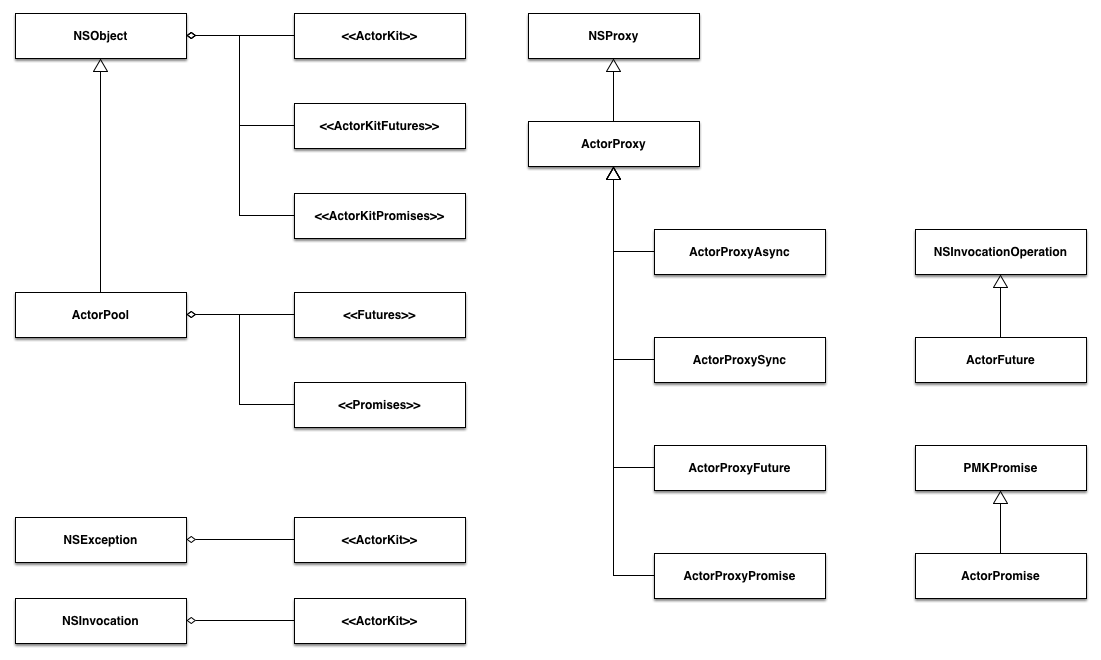 NSObject
<<ActorKit>>
<<ActorKitFutures>>
<<ActorKitPromises>>
ActorPool
<<Futures>>
<<Promises>>
NSException
<<ActorKit>>
NSInvocation
<<ActorKit>>
NSProxy
ActorProxy
ActorProxyAsync
ActorProxySync
ActorProxyFuture
ActorProxyPromise
NSInvocationOperation
ActorFuture
PMKPromise
ActorPromise